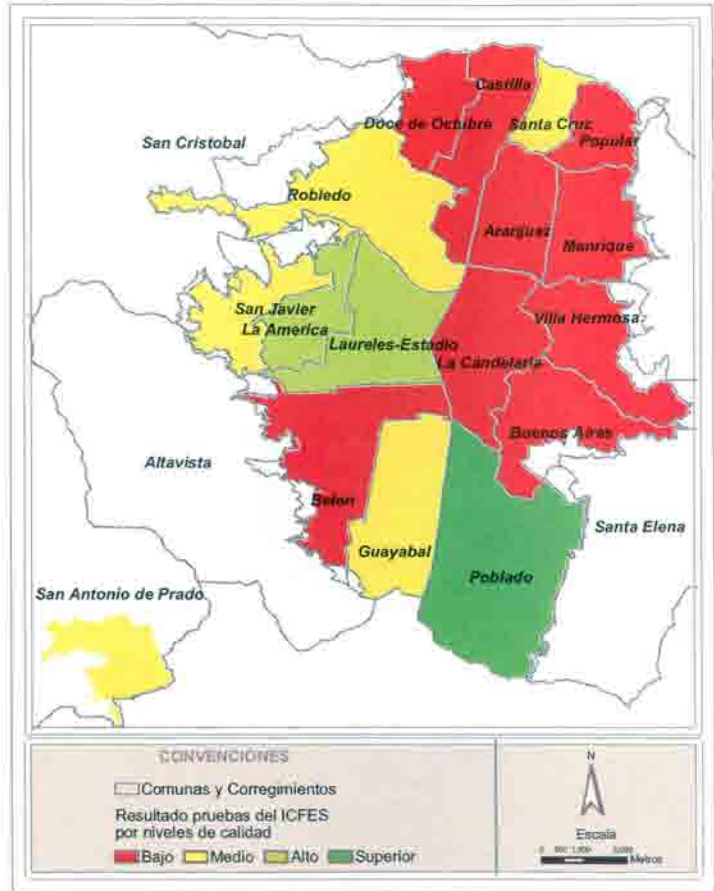 Castilla
Doce de Octubre
Santa Cruz
San Cristobal
Popular
Robledo
Aranjuez
Manrique
San Javier
La America
Villa Hermosa
Laureles-Estadio
La Candelaria
Buenos Aires
Altavista
Belen
Santa Elena
Guayabal
Poblado
San Antonio de Prado
CONVENCIONES
Comunas y Corregimientos
Resultado pruebas del ICFES
por niveles de calidad
Bajo Medio Alto Superior
N
Escala
0
Metros